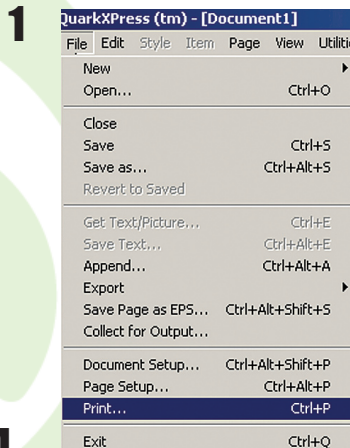 1
QuarkXPress (tm) - [Document1]
File Edit Style Item Page View
New
Open... Ctrl+O
Close
Save Ctrl+S
Save as... Ctrl+Alt+S
Revert to Saved
Get Text/Picture... Ctrl+E
Save Text... Ctrl+Alt+E
Append... Ctrl+Alt+A
Export
Save Page as EPS... Ctrl+Alt+Shift+S
Collect for Output...
Document Setup... Ctrl+Alt+Shift+P
Page Setup... Ctrl+Alt+P
Print... Ctrl+P
Exit Ctrl+Q